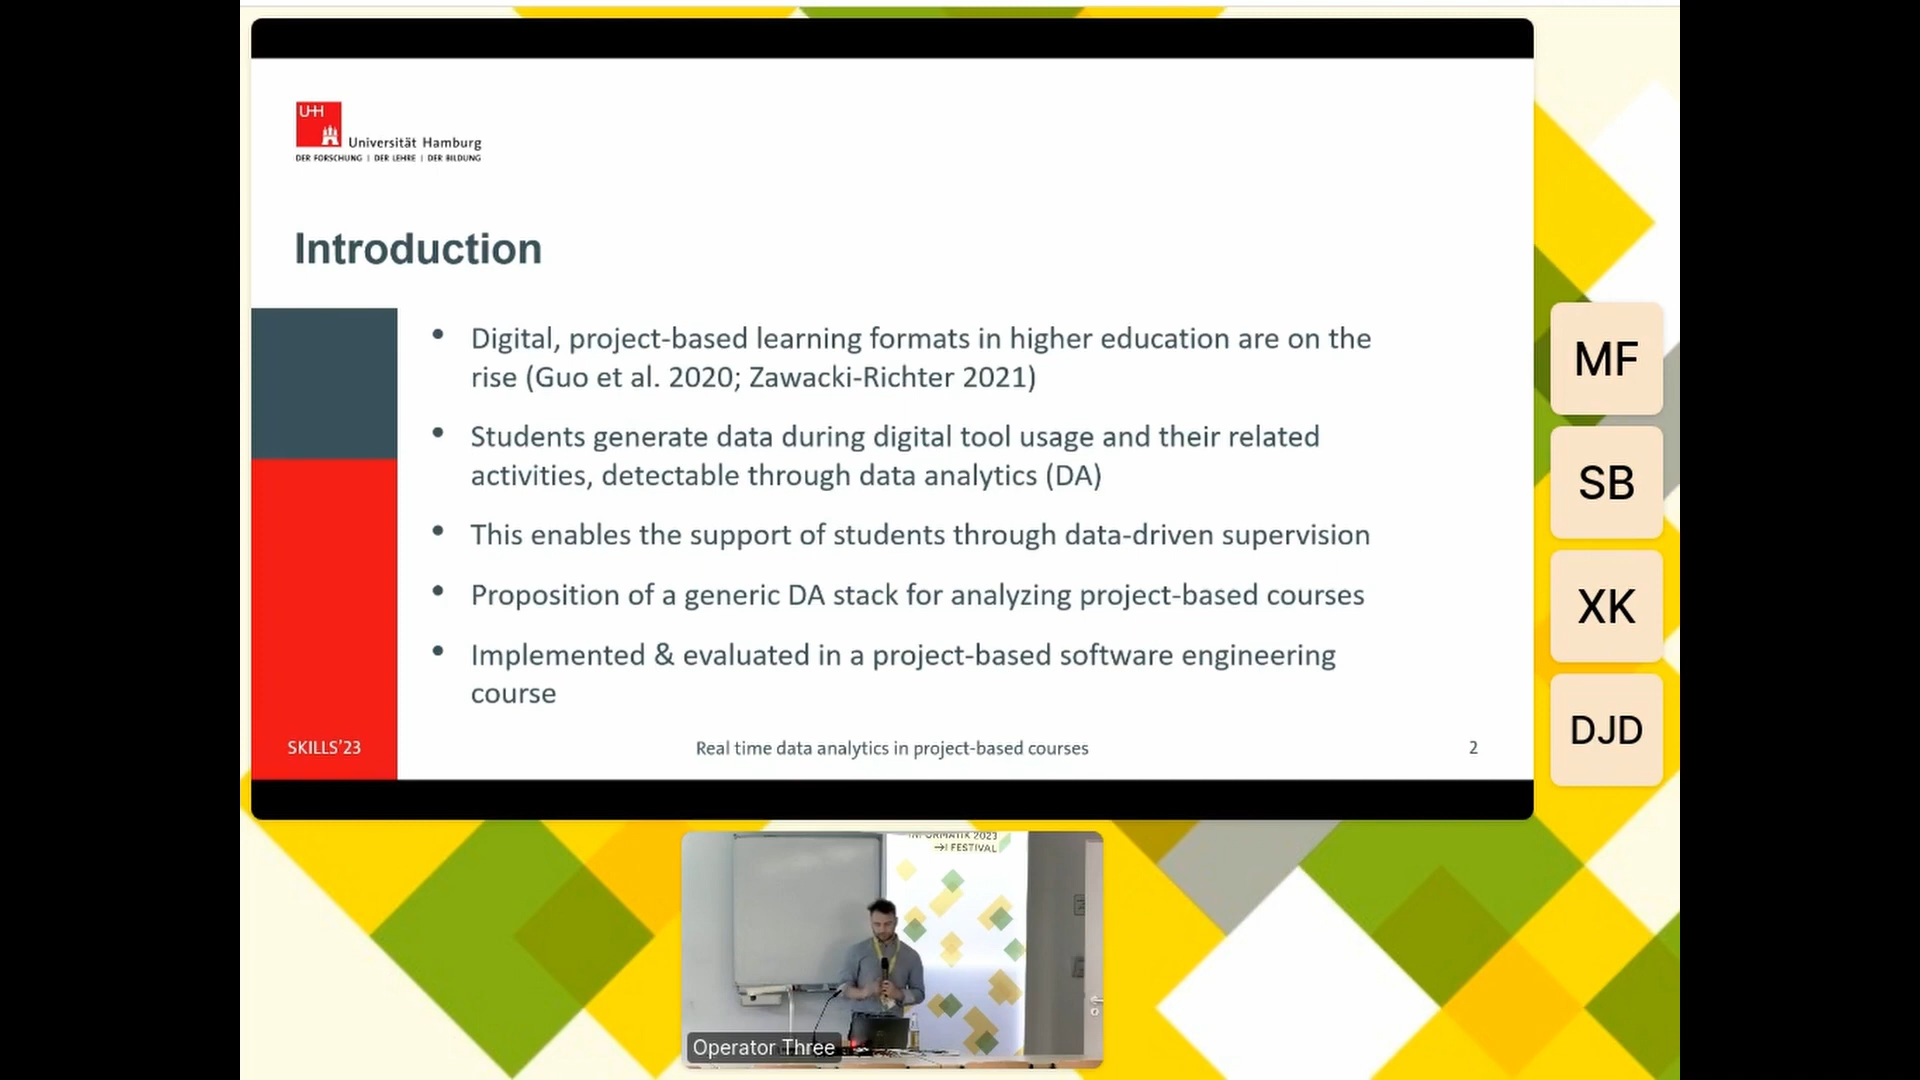 UHH
Universität Hamburg
DER FORSCHUNG | DER LEHRE | DER BILDUNG
Introduction
• Digital, project-based learning formats in higher education are on the
rise (Guo et al. 2020; Zawacki-Richter 2021)
• Students generate data during digital tool usage and their related
activities, detectable through data analytics (DA)
• This enables the support of students through data-driven supervision
• Proposition of a generic DA stack for analyzing project-based courses
• Implemented & evaluated in a project-based software engineering
course
SKILLS'23
Real time data analytics in project-based courses
2
MF
SB
XK
DJD
INFORMATIK 2023
→I FESTIVAL
Operator Three